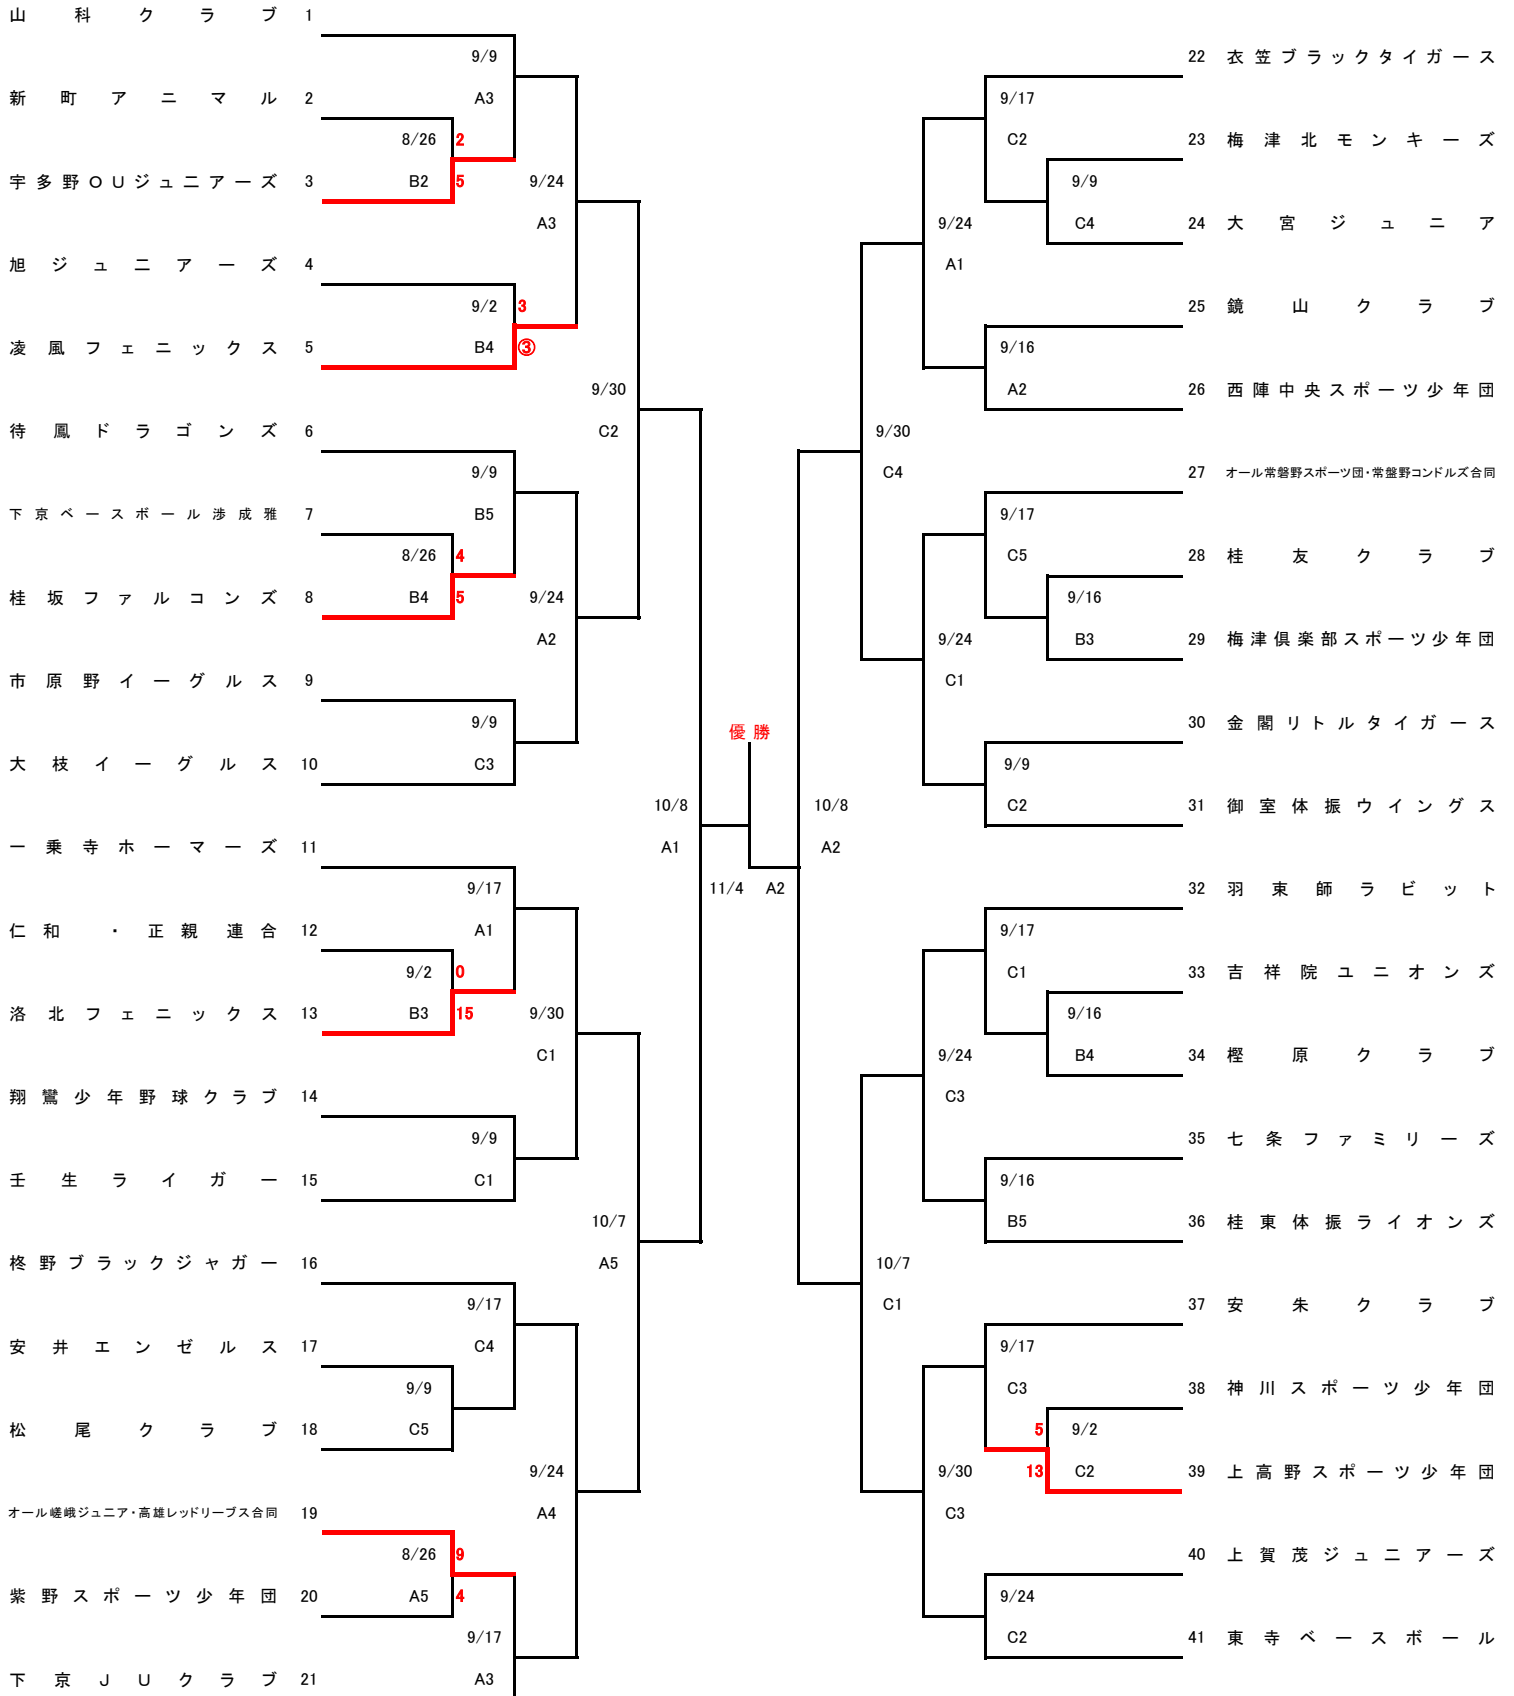 山科クラブ 1
9/9
新町アニマル 2
A3
8/26 2
宇多野OUジュニアーズ 3
B2 5
9/24
A3
旭ジュニアーズ 4
9/2 3
凌風フェニックス 5
B4 ③
9/30
C2
待鳳ドラゴンズ 6
9/9
下京ベースボール渉成雅 7
B5
8/26 4
桂坂ファルコンズ 8
B4 5
9/24
A2
市原野イーグルス 9
9/9
大枝イーグルス 10
C3
10/8
A1
一乗寺ホーマーズ 11
9/17
仁和・正親連合 12
A1
9/2 0
洛北フェニックス 13
B3 15
9/30
C1
翔鸞少年野球クラブ 14
9/9
壬生ライガー 15
C1
10/7
A5
柊野ブラックジャガー 16
9/17
安井エンゼルス 17
C4
9/9
松尾クラブ 18
C5
9/24
A4
オール嵯峨ジュニア・高雄レッドリーブス合同 19
8/26 9
紫野スポーツ少年団 20
A5 4
9/17
下京JUクラブ 21
A3
優勝
11/4 A2
22 衣笠ブラックタイガース
9/17
C2
23 梅津北モンキーズ
9/9
24 大宮ジュニア
C4
9/24
A1
25 鏡山クラブ
9/16
26 西陣中央スポーツ少年団
A2
9/30
C4
27 オール常磐野スポーツ団・常盤野コンドルズ合同
9/17
C5
28 桂友クラブ
9/16
29 梅津倶楽部スポーツ少年団
B3
9/24
C1
30 金閣リトルタイガース
9/9
31 御室体振ウイングス
C2
10/8
A2
32 羽束師ラビット
9/17
C1
33 吉祥院ユニオンズ
9/16
34 樫原クラブ
B4
9/24
C3
35 七条ファミリーズ
9/16
36 桂東体振ライオンズ
B5
10/7
C1
37 安朱クラブ
9/17
C3
38 神川スポーツ少年団
5 9/2
39 上高野スポーツ少年団
13 C2
9/30
C3
40 上賀茂ジュニアーズ
9/24
41 東寺ベースボール
C2